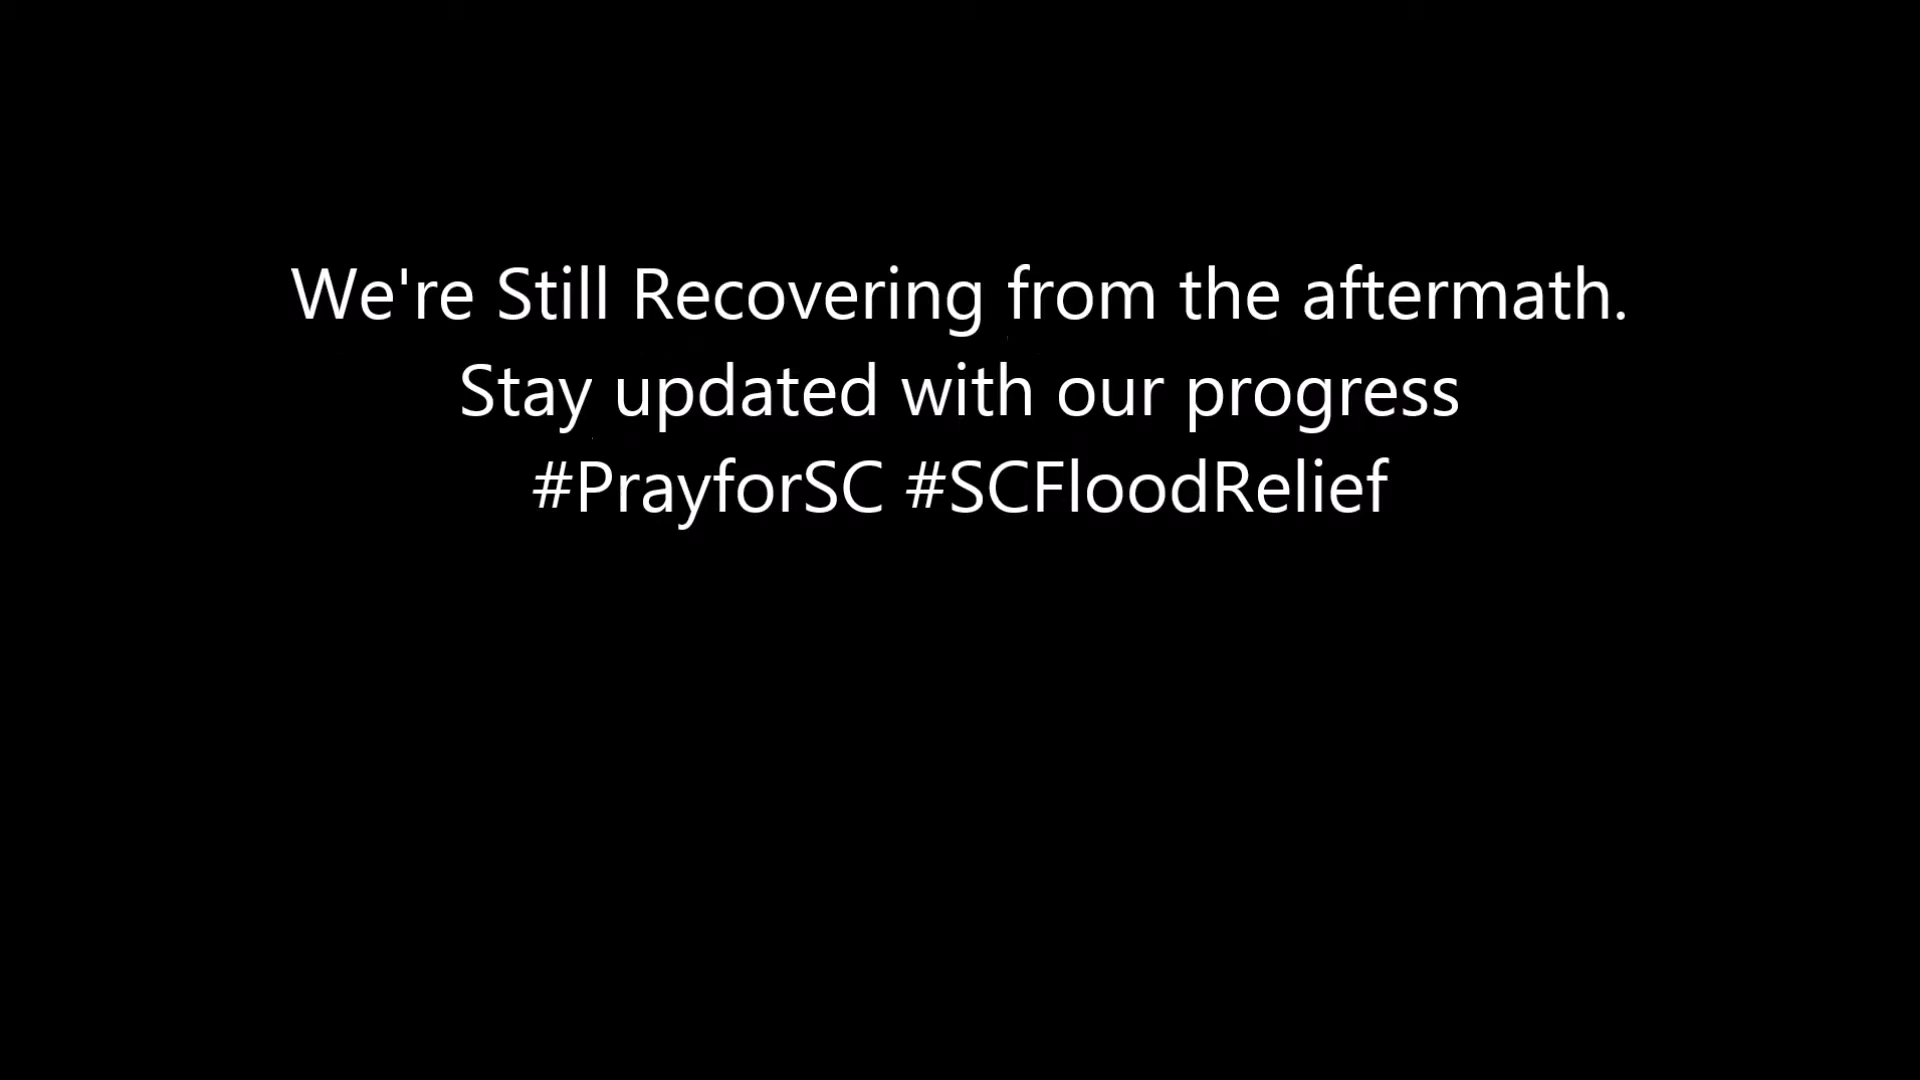 We're Still Recovering from the aftermath.
Stay updated with our progress
#PrayforSC #SCFloodRelief